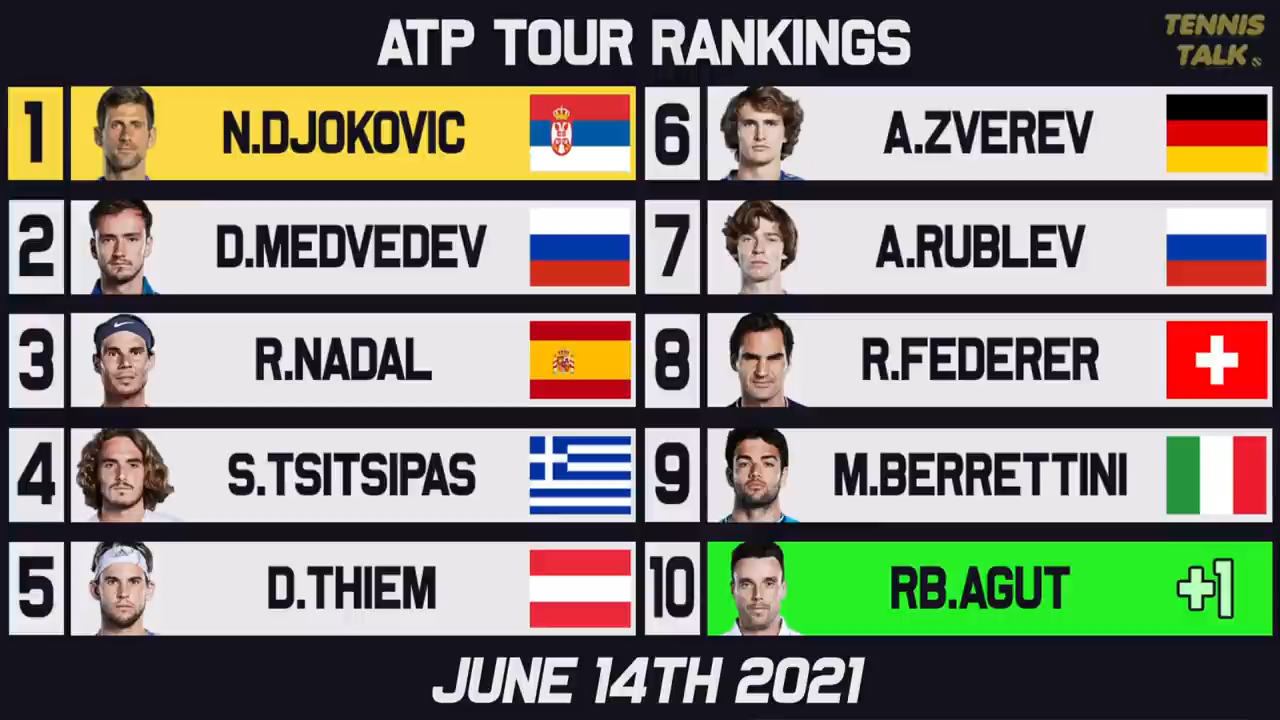 ATP TOUR RANKINGS
TENNIS
TALK
1 N.DJOKOVIC
2 D.MEDVEDEV
3 R.NADAL
4 S.TSITSIPAS
5 D.THIEM
6 A.ZVEREV
7 A.RUBLEV
8 R.FEDERER
9 M.BERRETTINI
10 RB.AGUT +1
JUNE 14TH 2021